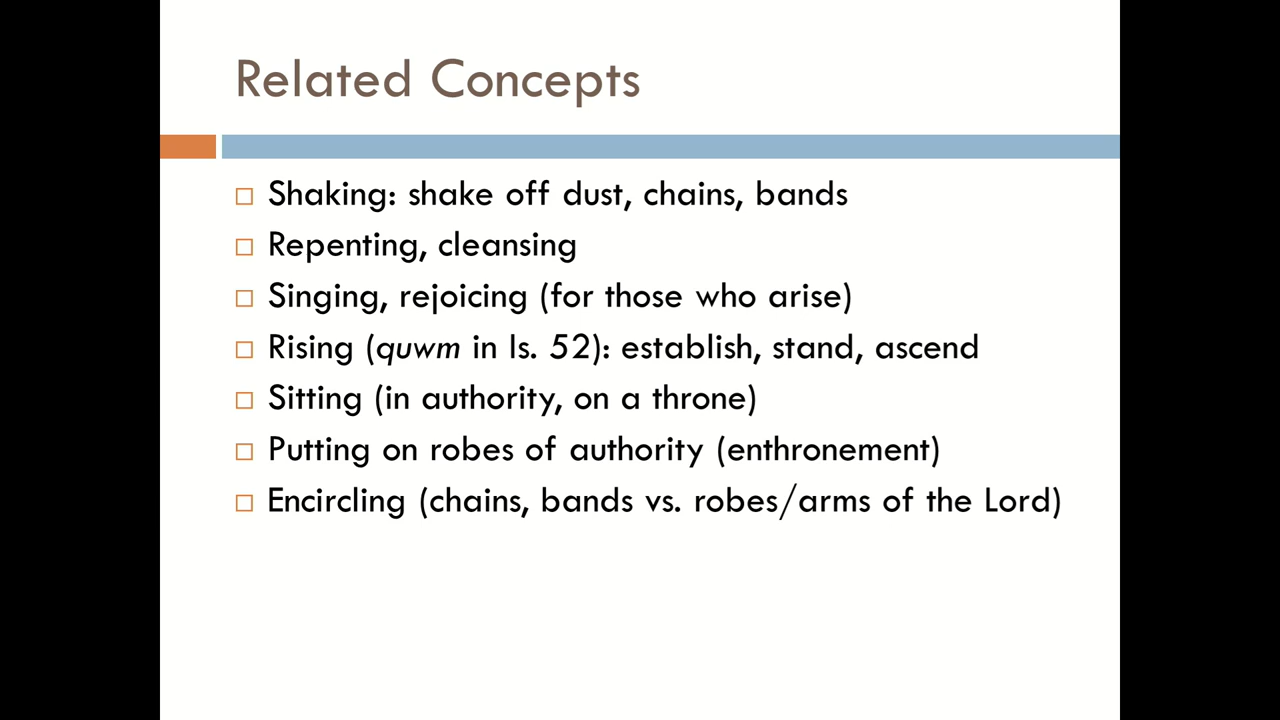 Related Concepts
Shaking: shake off dust, chains, bands
Repenting, cleansing
Singing, rejoicing (for those who arise)
Rising (quwm in Is. 52): establish, stand, ascend
Sitting (in authority, on a throne)
Putting on robes of authority (enthronement)
Encircling (chains, bands vs. robes/arms of the Lord)